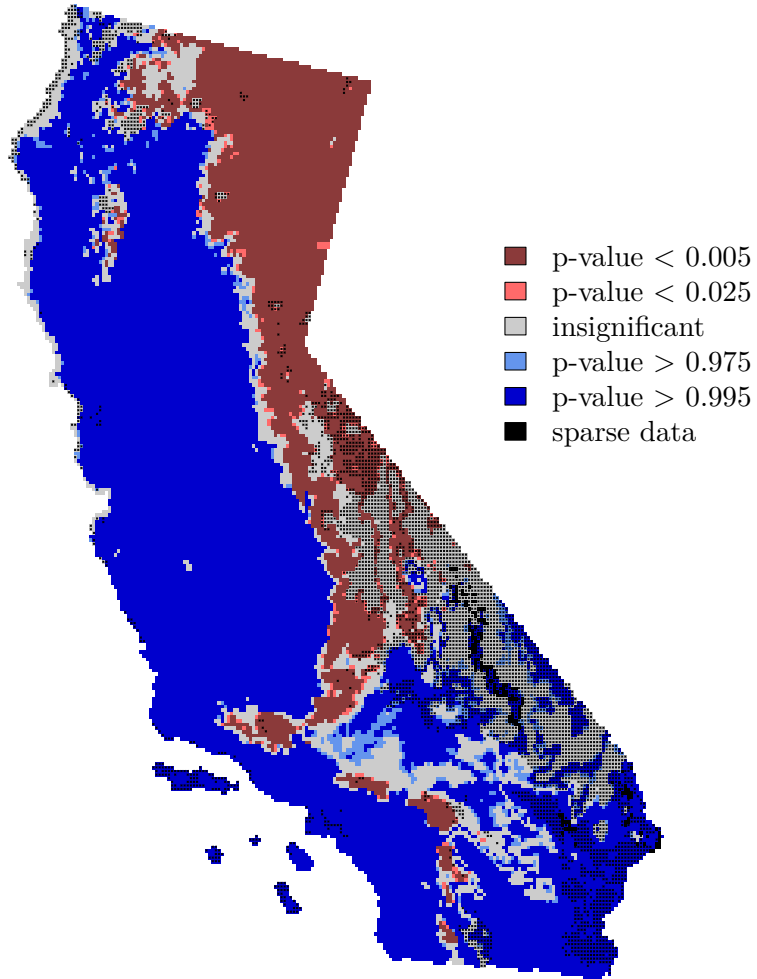 p-value < 0.005
p-value < 0.025
insignificant
p-value > 0.975
p-value > 0.995
sparse data